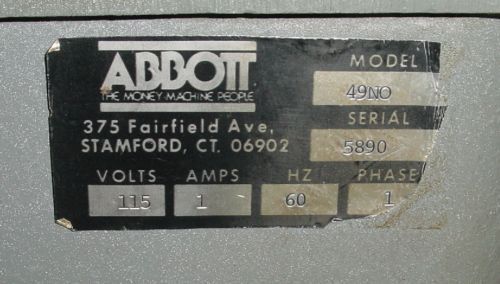 ABBOTT
THE MONEY-MACHINE PEOPLE
375 Fairfield Ave,
STAMFORD, CT. 06902
MODEL
49NO
SERIAL
5890
VOLTS AMPS HZ PHASE
115 1 60 1